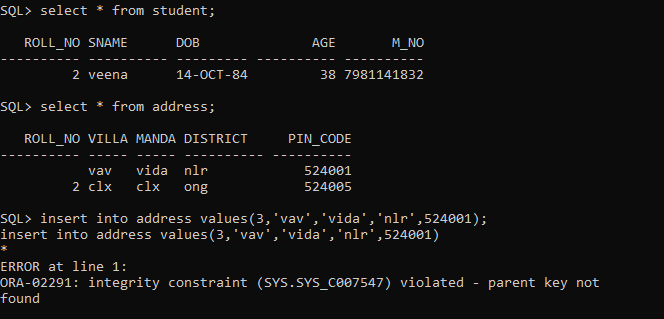 SQL> select * from student;
ROLL_NO SNAME DOB AGE M_NO
---------- ---------- --------- ---------- ----------
2 veena 14-OCT-84 38 7981141832
SQL> select * from address;
ROLL_NO VILLA MANDA DISTRICT PIN_CODE
---------- ----- ----- ---------- ----------
vav vida nlr 524001
2 clx clx ong 524005
SQL> insert into address values(3,'vav','vida','nlr',524001);
insert into address values(3,'vav','vida','nlr',524001)
*
ERROR at line 1:
ORA-02291: integrity constraint (SYS.SYS_C007547) violated - parent key not
found